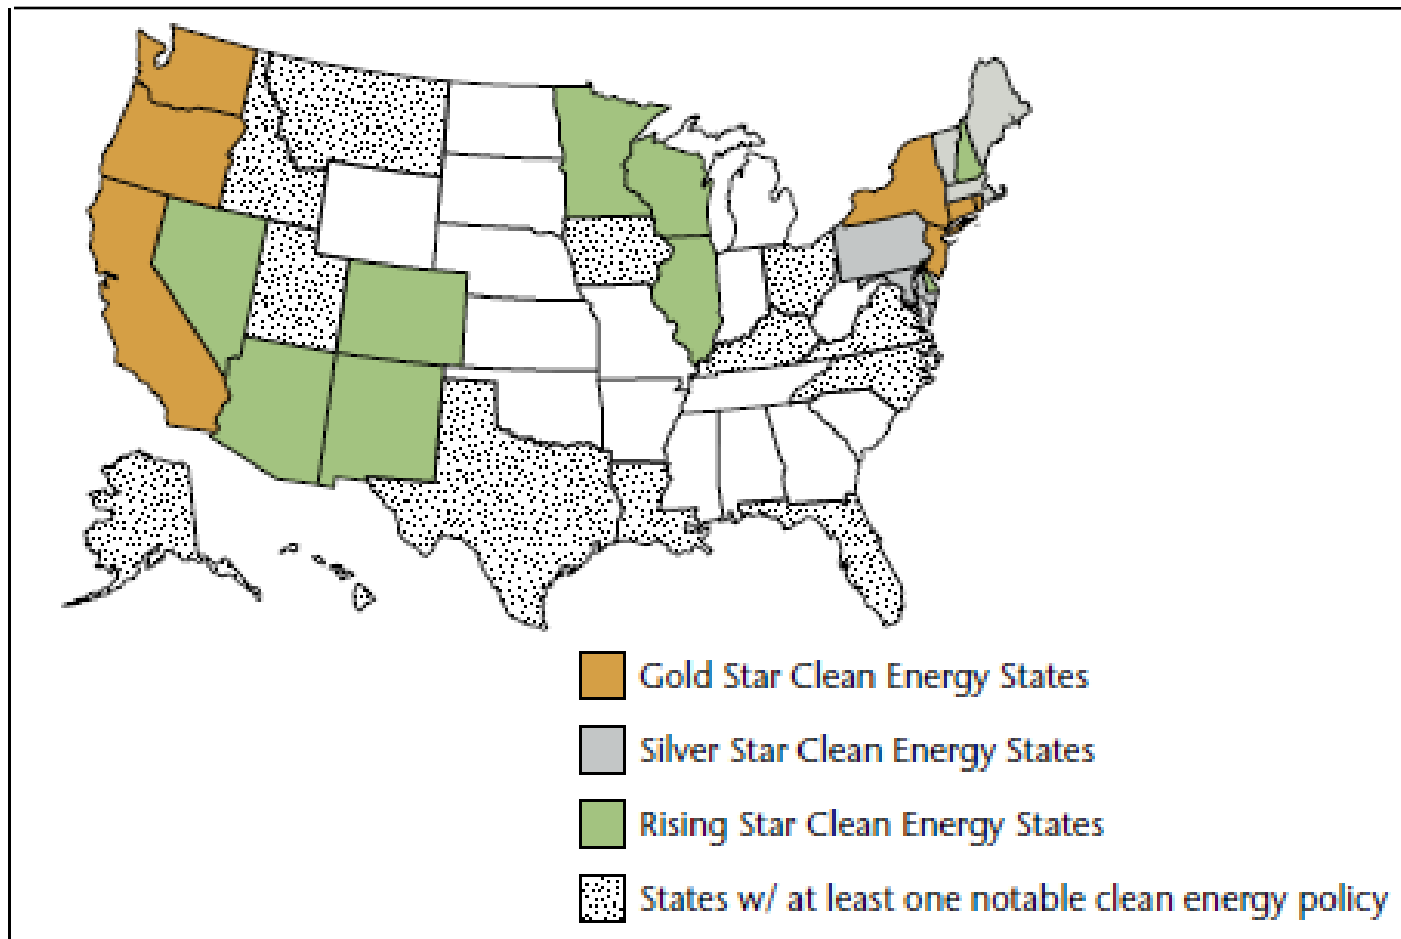 Gold Star Clean Energy States
Silver Star Clean Energy States
Rising Star Clean Energy States
States w/ at least one notable clean energy policy